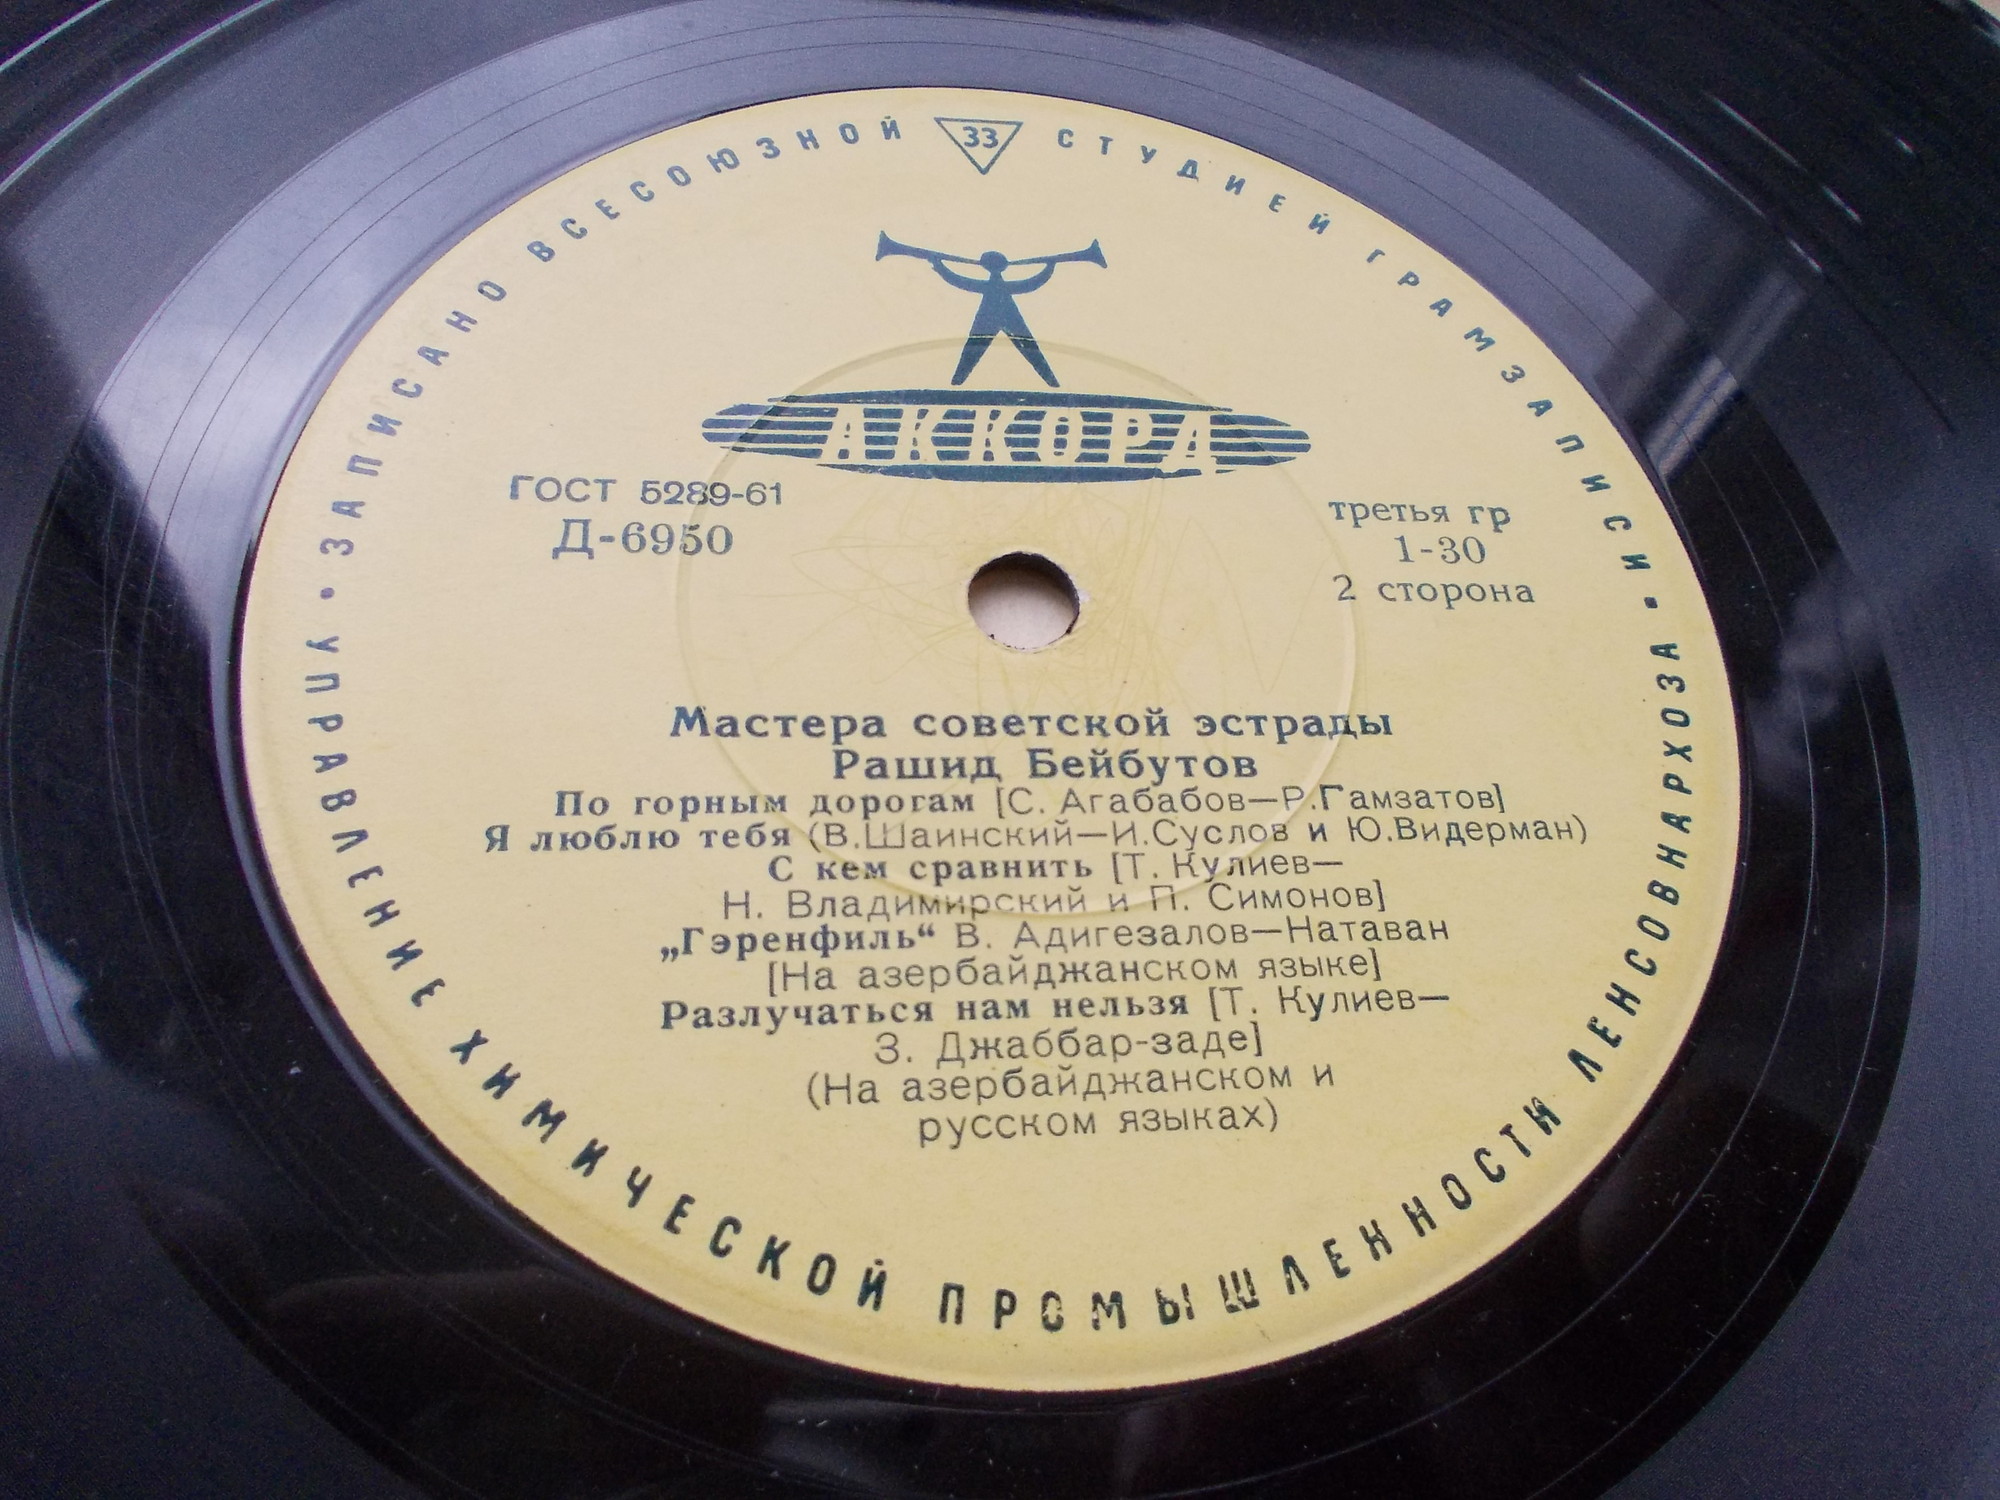 ЗАПИСАНО ВСЕСОЮЗНОЙ 33 СТУДИЕЙ ГРАМЗАПИСИ •
АККОРД
ГОСТ 5289-61
Д-6950
третья гр
1-30
2 сторона
Мастера советской эстрады
Рашид Бейбутов
По горным дорогам [С. Агабабов—Р.Гамзатов]
Я люблю тебя (В.Шаинский—И.Суслов и Ю.Видерман)
С кем сравнить [Т. Кулиев—
Н. Владимирский и П. Симонов]
„Гэренфиль“ В. Адигезалов—Натаван
[На азербайджанском языке]
Разлучаться нам нельзя [Т. Кулиев—
З. Джаббар-заде]
(На азербайджанском и
русском языках)
УПРАВЛЕНИЕ ХИМИЧЕСКОЙ ПРОМЫШЛЕННОСТИ ЛЕНСОВНАРХОЗА •